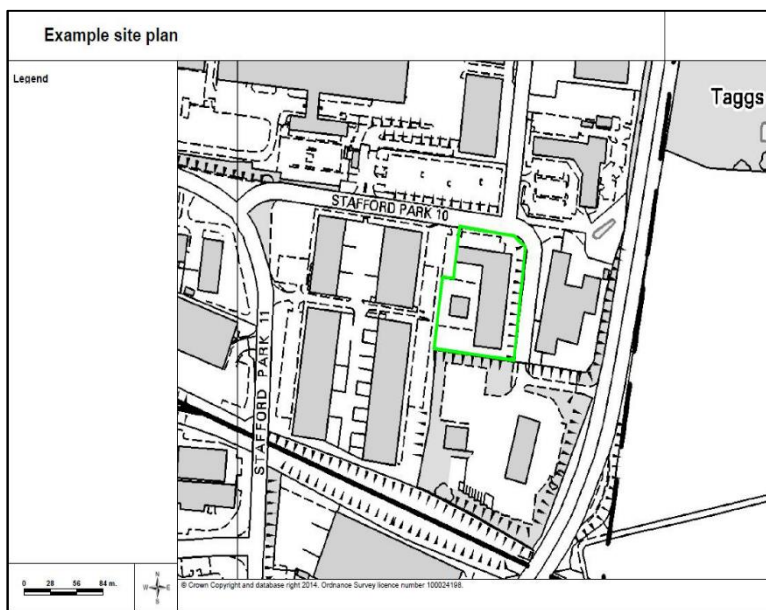 Example site plan
Legend
Taggs
STAFFORD PARK 10
STAFFORD PARK 11
0 28 56 84 m.
N
W E
S
© Crown Copyright and database right 2014. Ordnance Survey licence number 100024198.